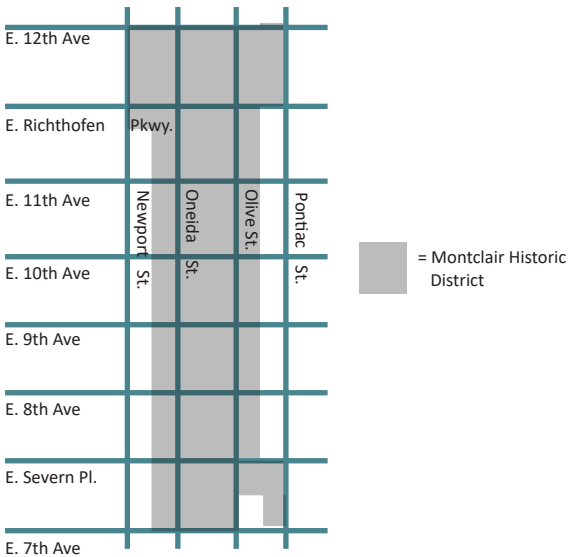 E. 12th Ave
E. Richthofen Pkwy.
E. 11th Ave
Newport St.
Oneida St.
Olive St.
Pontiac St.
E. 10th Ave
= Montclair Historic
District
E. 9th Ave
E. 8th Ave
E. Severn Pl.
E. 7th Ave